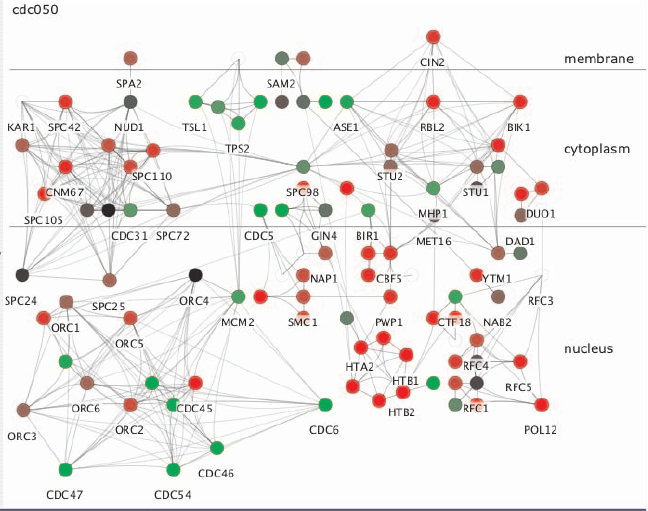 cdc050
CIN2
membrane
SPA2
SAM2
KAR1
SPC42
NUD1
TSL1
TPS2
ASE1
RBL2
BIK1
cytoplasm
SPC110
CNM67
STU2
STU1
SPC98
SPC105
MHP1
DUO1
CDC31
SPC72
CDC5
GIN4
BIR1
MET16
DAD1
SPC24
SPC25
ORC4
NAP1
CBF5
YTM1
RFC3
ORC1
ORC5
MCM2
SMC1
PWP1
CTF18
NAB2
nucleus
HTA2
RFC4
HTB1
RFC5
ORC6
CDC45
ORC3
ORC2
CDC6
HTB2
RFC1
POL12
CDC46
CDC47
CDC54